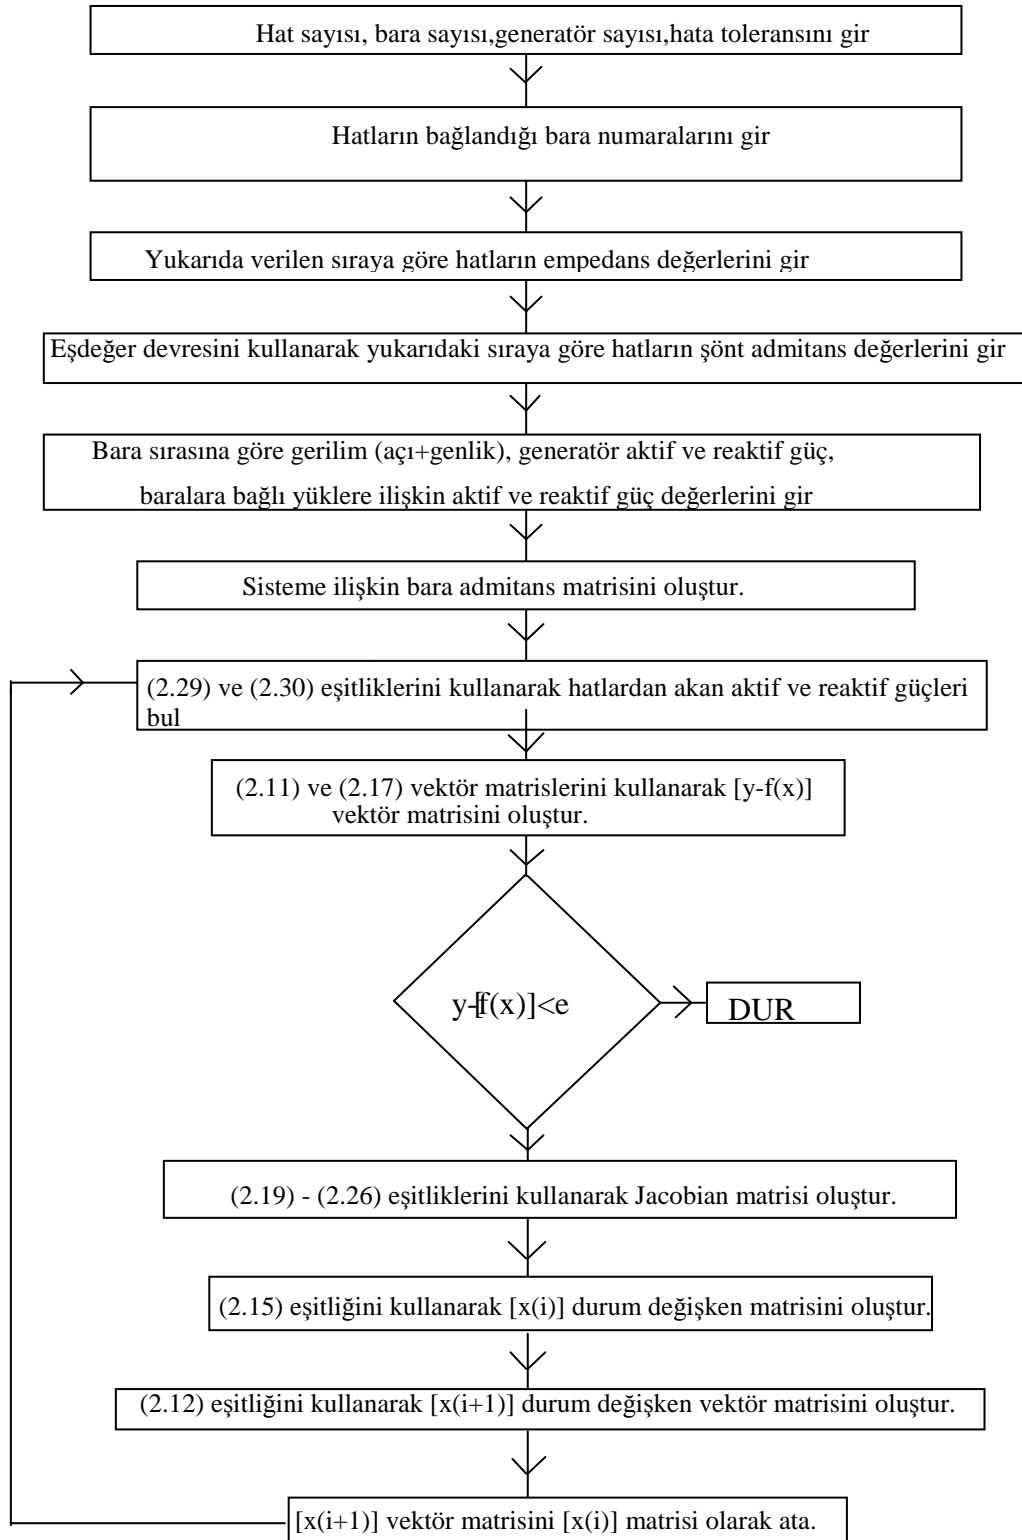 Hat sayısı, bara sayısı,generatör sayısı,hata toleransını gir
Hatların bağlandığı bara numaralarını gir
Yukarıda verilen sıraya göre hatların empedans değerlerini gir
Eşdeğer devresini kullanarak yukarıdaki sıraya göre hatların şönt admitans değerlerini gir
Bara sırasına göre gerilim (açı+genlik), generatör aktif ve reaktif güç,
baralara bağlı yüklere ilişkin aktif ve reaktif güç değerlerini gir
Sisteme ilişkin bara admitans matrisini oluştur.
(2.29) ve (2.30) eşitliklerini kullanarak hatlardan akan aktif ve reaktif güçleri
bul
(2.11) ve (2.17) vektör matrislerini kullanarak [y-f(x)]
vektör matrisini oluştur.
y-[f(x)]<e
DUR
(2.19) - (2.26) eşitliklerini kullanarak Jacobian matrisi oluştur.
(2.15) eşitliğini kullanarak [x(i)] durum değişken matrisini oluştur.
(2.12) eşitliğini kullanarak [x(i+1)] durum değişken vektör matrisini oluştur.
[x(i+1)] vektör matrisini [x(i)] matrisi olarak ata.